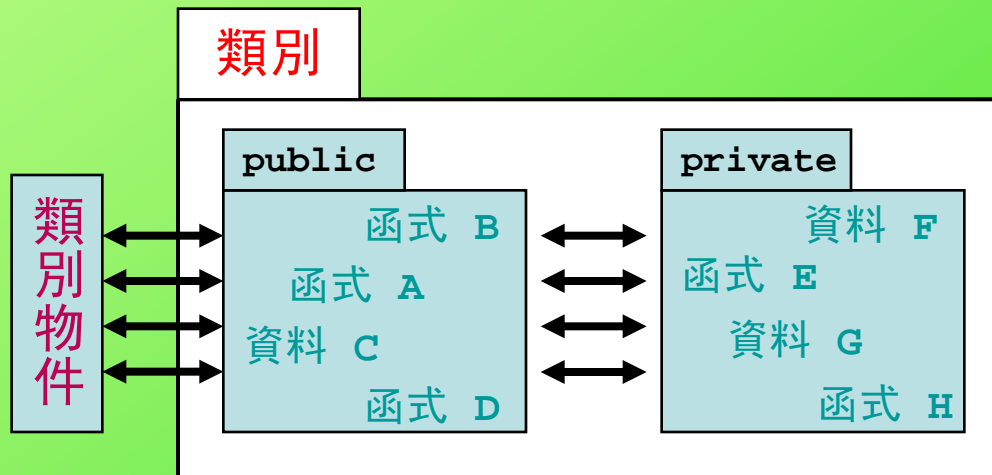 類別
類別物件
public
函式 B
函式 A
資料 C
函式 D
private
資料 F
函式 E
資料 G
函式 H